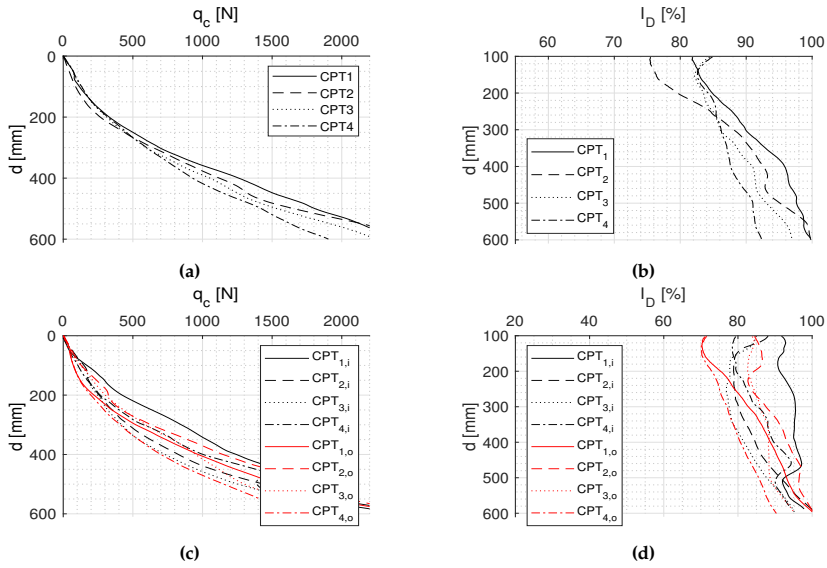 q_c [N]
0 500 1000 1500 2000
0
200
400
600
d [mm]
CPT1
CPT2
CPT3
CPT4
(a)
I_D [%]
60 70 80 90 100
100
200
300
400
500
600
d [mm]
CPT_1
CPT_2
CPT_3
CPT_4
(b)
q_c [N]
0 500 1000 1500 2000
0
200
400
600
d [mm]
CPT_1,i
CPT_2,i
CPT_3,i
CPT_4,i
CPT_1,o
CPT_2,o
CPT_3,o
CPT_4,o
(c)
I_D [%]
20 40 60 80 100
100
200
300
400
500
600
d [mm]
CPT_1,i
CPT_2,i
CPT_3,i
CPT_4,i
CPT_1,o
CPT_2,o
CPT_3,o
CPT_4,o
(d)